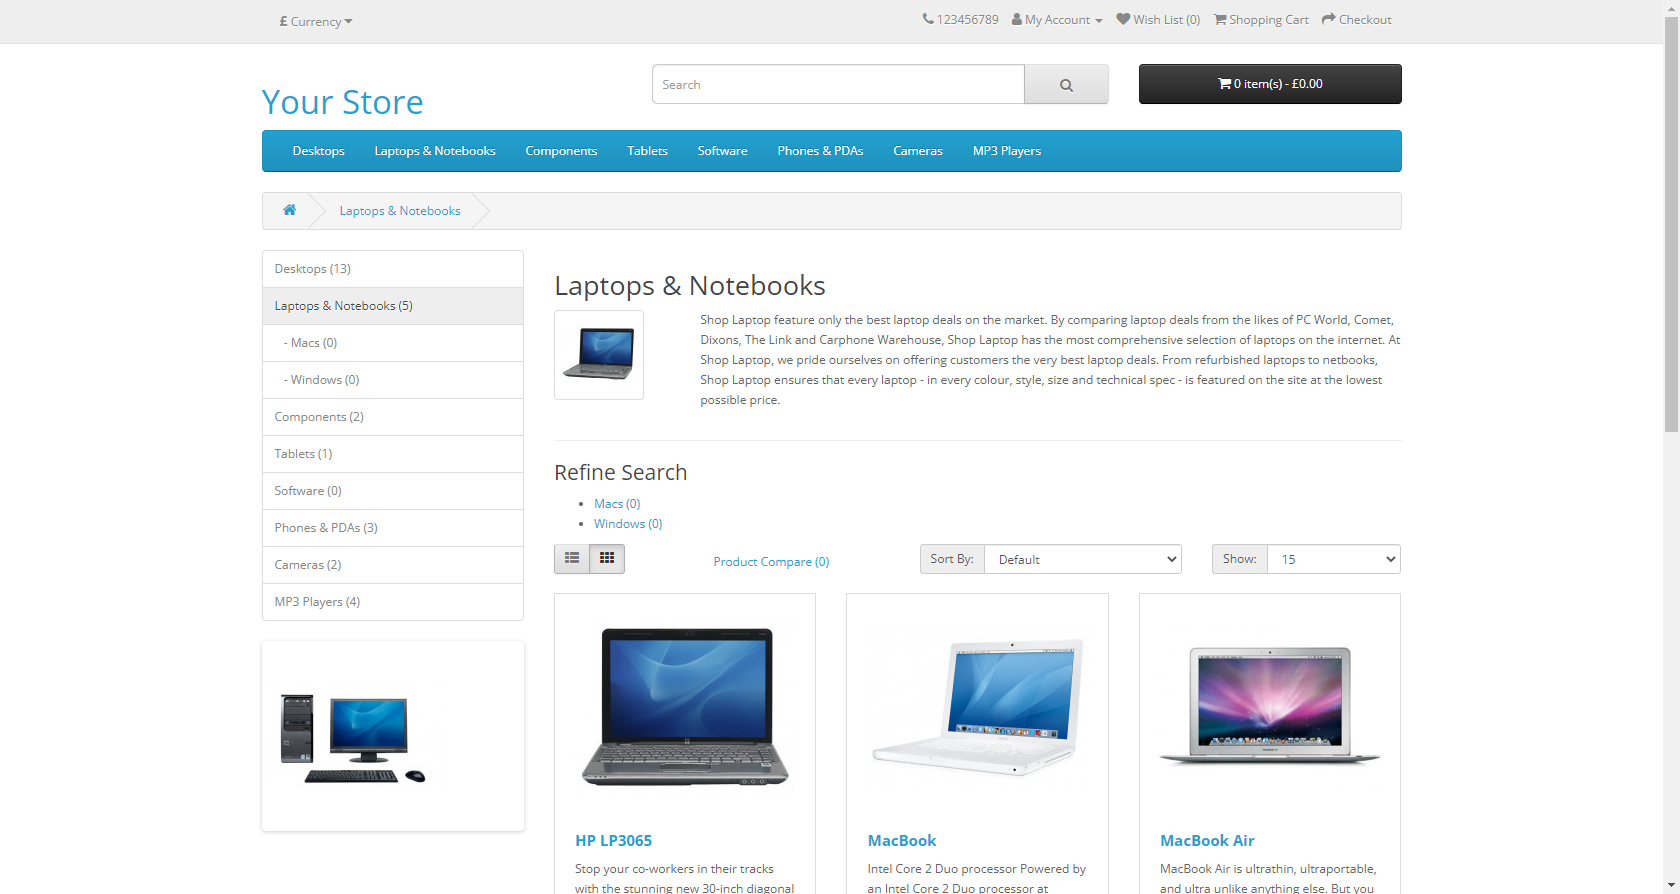 £ Currency
123456789 My Account Wish List (0) Shopping Cart Checkout
Your Store
Search
0 item(s) - £0.00
Desktops Laptops & Notebooks Components Tablets Software Phones & PDAs Cameras MP3 Players
Laptops & Notebooks
Desktops (13)
Laptops & Notebooks (5)
- Macs (0)
- Windows (0)
Components (2)
Tablets (1)
Software (0)
Phones & PDAs (3)
Cameras (2)
MP3 Players (4)
Laptops & Notebooks
Shop Laptop feature only the best laptop deals on the market. By comparing laptop deals from the likes of PC World, Comet,
Dixons, The Link and Carphone Warehouse, Shop Laptop has the most comprehensive selection of laptops on the internet. At
Shop Laptop, we pride ourselves on offering customers the very best laptop deals. From refurbished laptops to netbooks,
Shop Laptop ensures that every laptop - in every colour, style, size and technical spec - is featured on the site at the lowest
possible price.
Refine Search
Macs (0)
Windows (0)
Product Compare (0)
Sort By: Default
Show: 15
HP LP3065
Stop your co-workers in their tracks
with the stunning new 30-inch diagonal
MacBook
Intel Core 2 Duo processor Powered by
an Intel Core 2 Duo processor at
MacBook Air
MacBook Air is ultrathin, ultraportable,
and ultra unlike anything else. But you